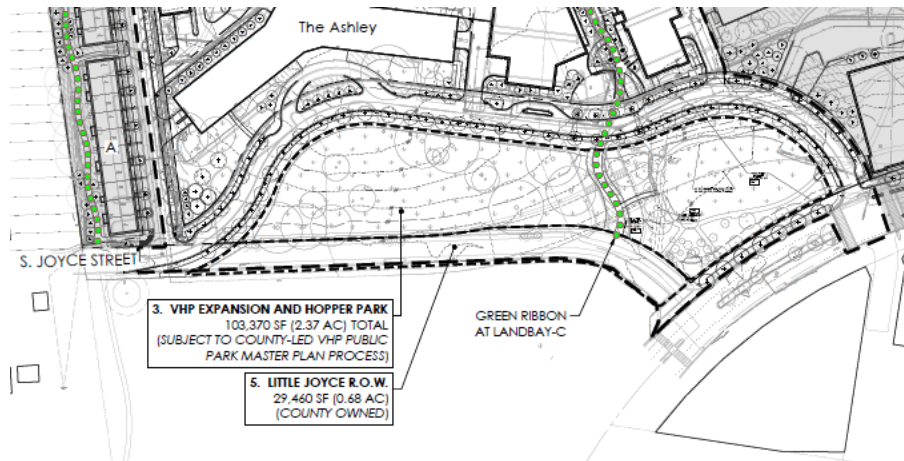 The Ashley
A
S. JOYCE STREET
3. VHP EXPANSION AND HOPPER PARK
103,370 SF (2.37 AC) TOTAL
(SUBJECT TO COUNTY-LED VHP PUBLIC
PARK MASTER PLAN PROCESS)
GREEN RIBBON
AT LANDBAY-C
5. LITTLE JOYCE R.O.W.
29,460 SF (0.68 AC)
(COUNTY OWNED)